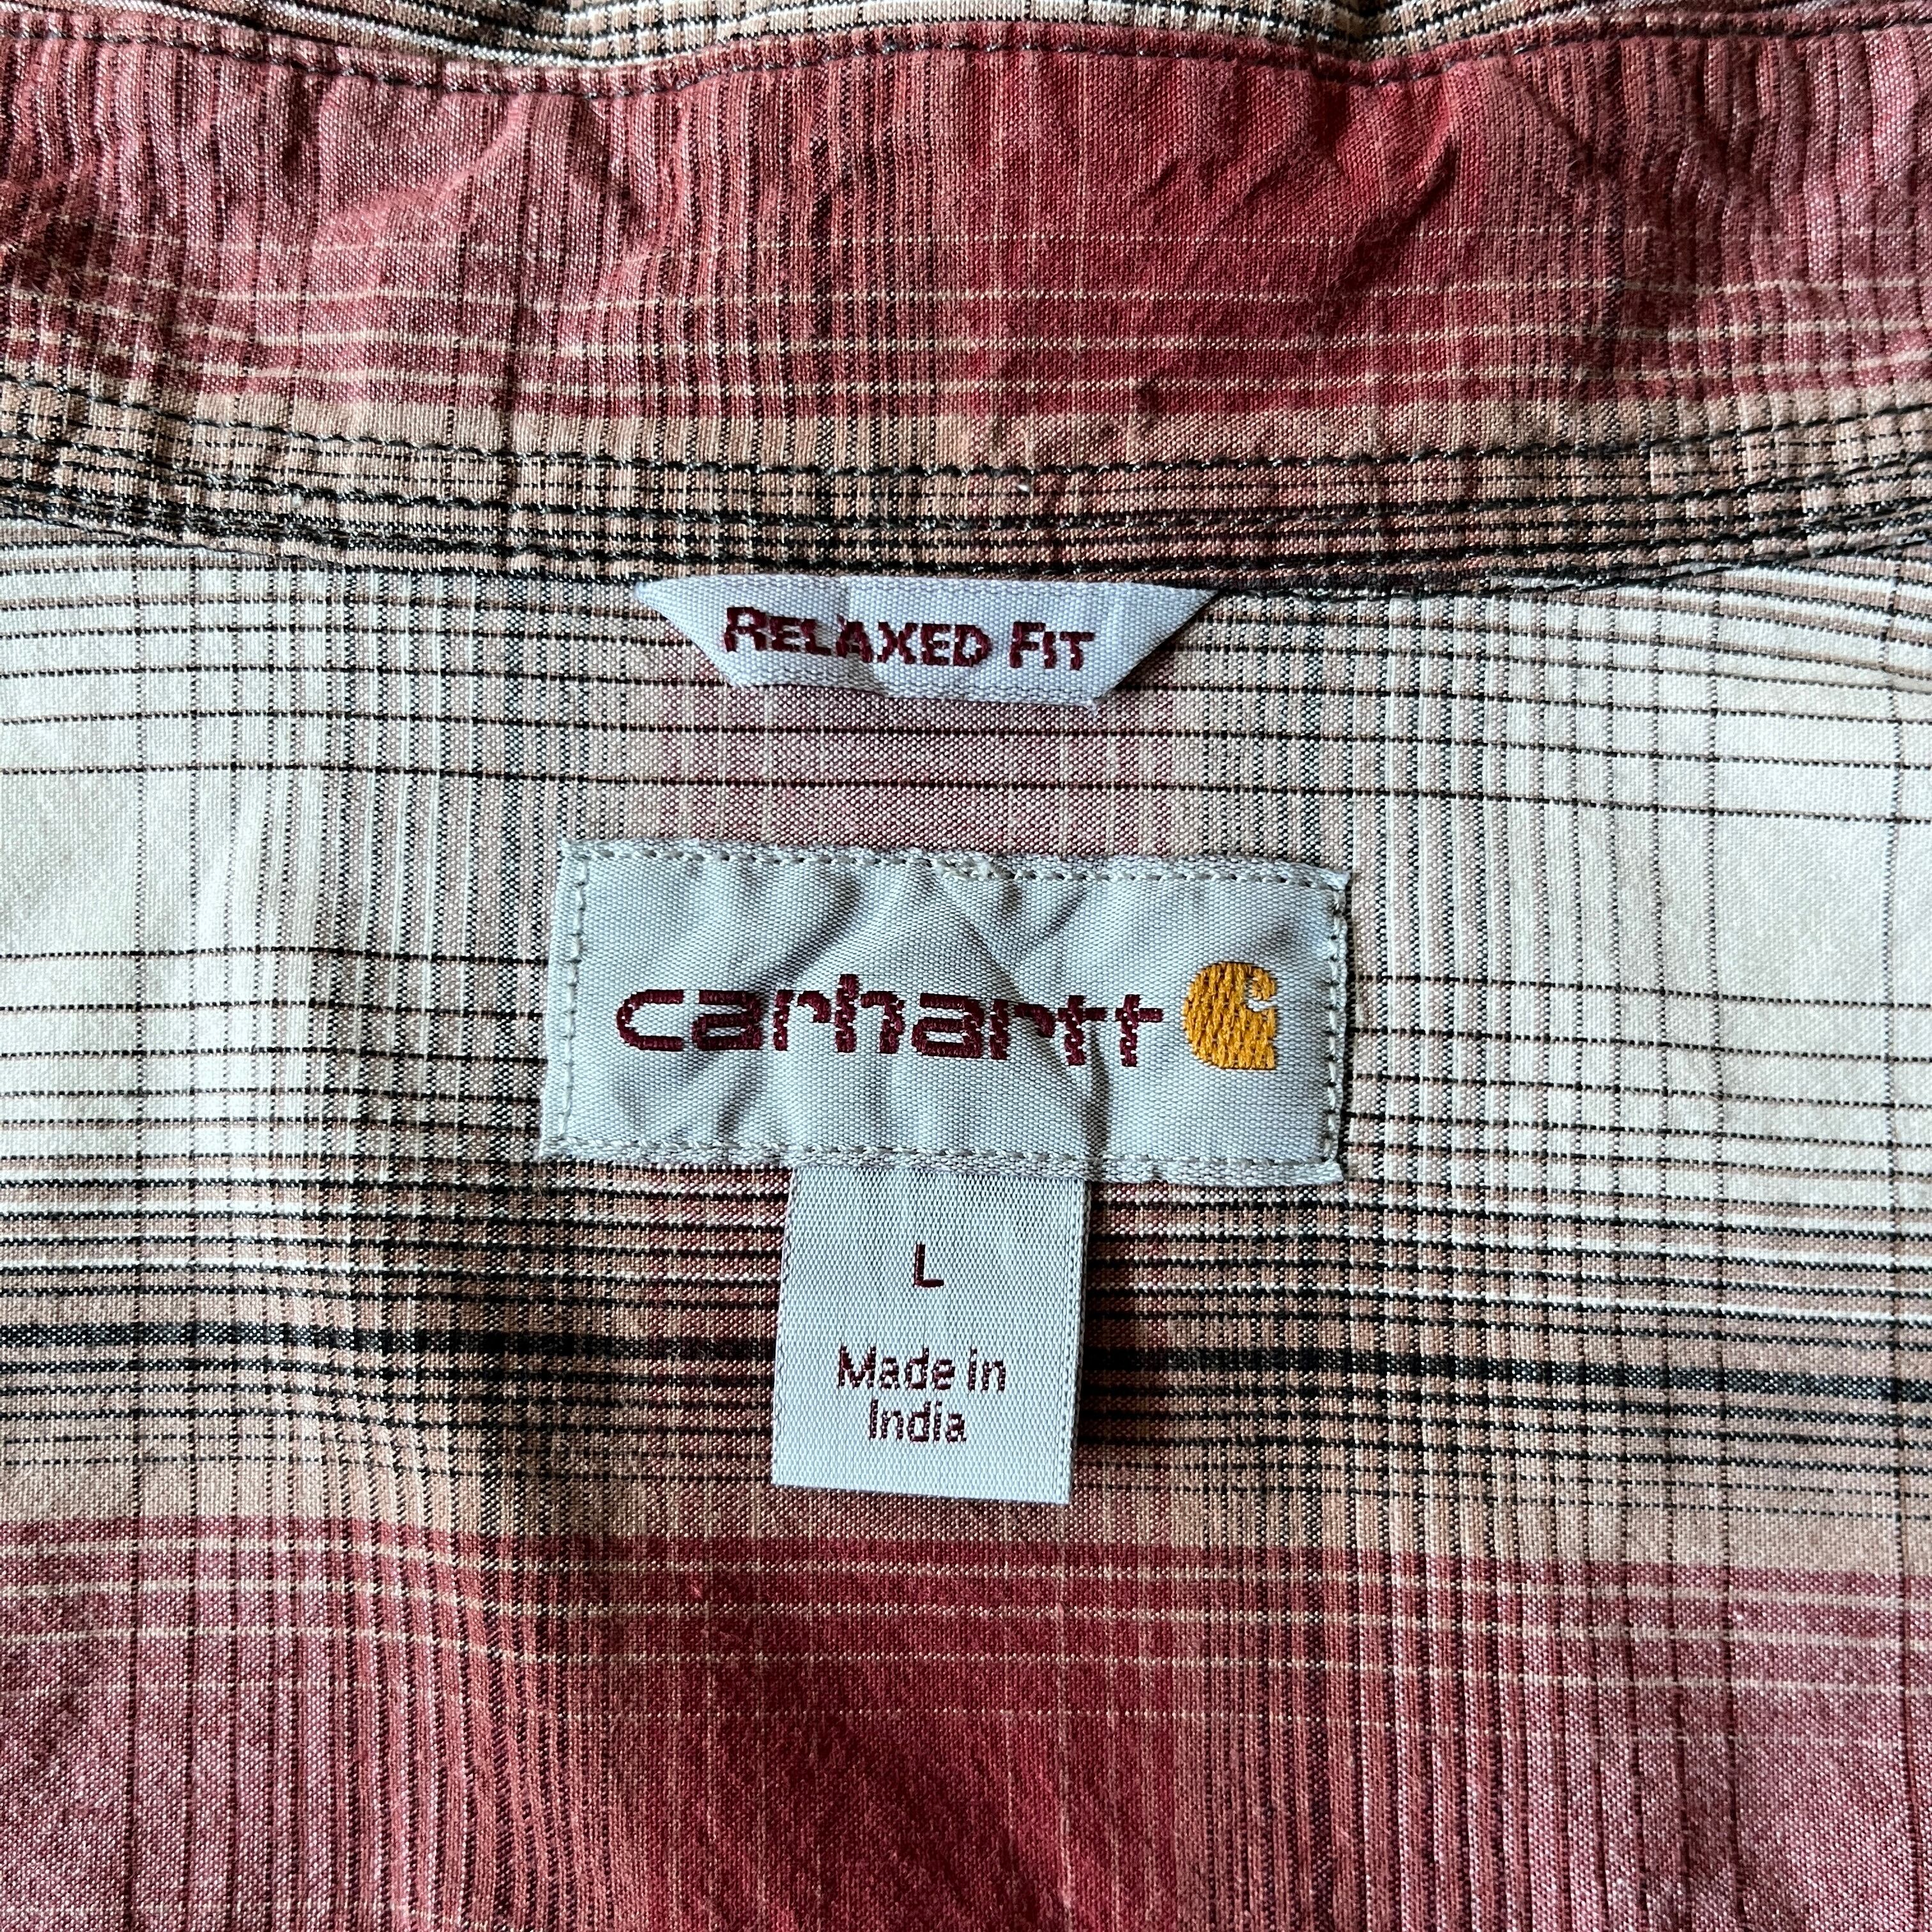 RELAXED FIT
carhartt
L
Made in
India